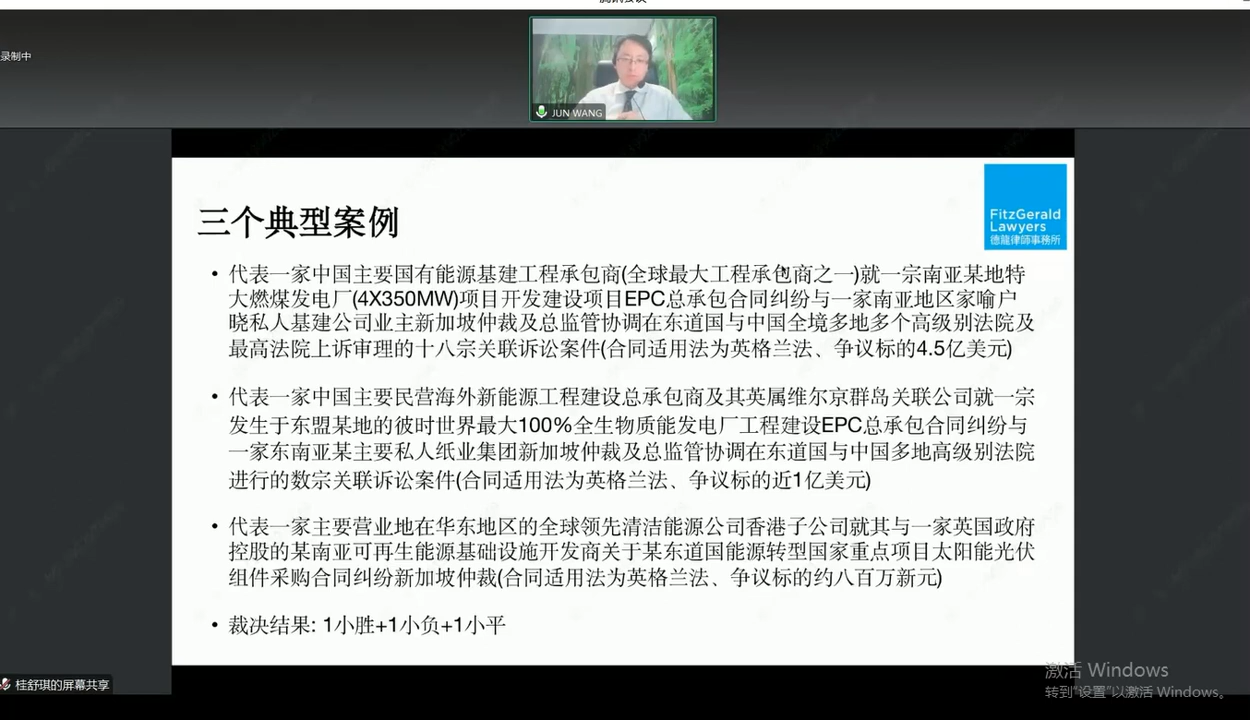 录制中
JUN WANG
FitzGerald
Lawyers
德龍律師事務所
三个典型案例
• 代表一家中国主要国有能源基建工程承包商(全球最大工程承包商之一)就一宗南亚某地特
大燃煤发电厂(4X350MW)项目开发建设项目EPC总承包合同纠纷与一家南亚地区家喻户
晓私人基建公司业主新加坡仲裁及总监管协调在东道国与中国全境多地多个高级别法院及
最高法院上诉审理的十八宗关联诉讼案件(合同适用法为英格兰法、争议标的4.5亿美元)
• 代表一家中国主要民营海外新能源工程建设总承包商及其英属维尔京群岛关联公司就一宗
发生于东盟某地的彼时世界最大100%全生物质能发电厂工程建设EPC总承包合同纠纷与
一家东南亚某主要私人纸业集团新加坡仲裁及总监管协调在东道国与中国多地高级别法院
进行的数宗关联诉讼案件(合同适用法为英格兰法、争议标的近1亿美元)
• 代表一家主要营业地在华东地区的全球领先清洁能源公司香港子公司就其与一家英国政府
控股的某南亚可再生能源基础设施开发商关于某东道国能源转型国家重点项目太阳能光伏
组件采购合同纠纷新加坡仲裁(合同适用法为英格兰法、争议标的约八百万新元)
• 裁决结果: 1小胜+1小负+1小平
桂舒琪的屏幕共享
激活 Windows
转到“设置”以激活 Windows。